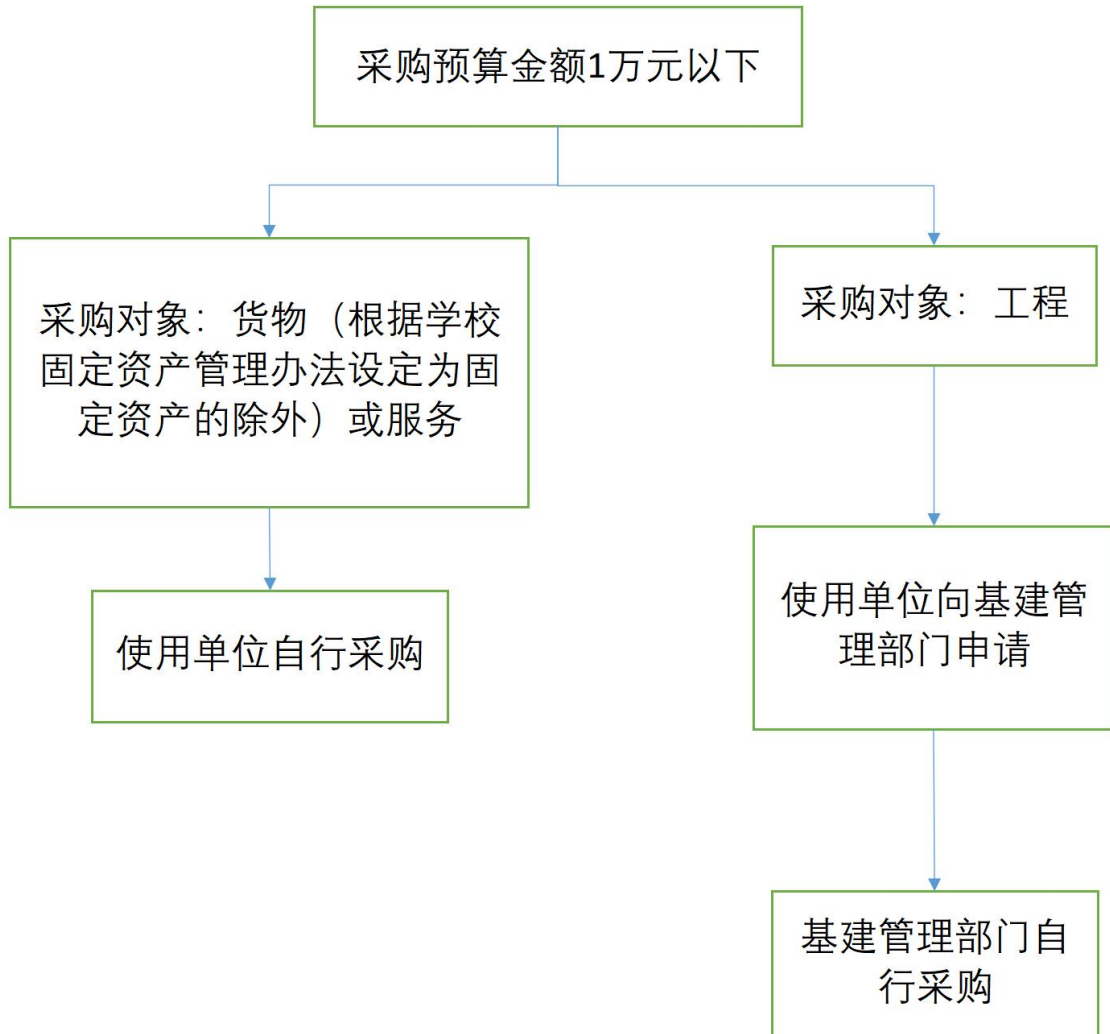 采购预算金额1万元以下
采购对象：货物（根据学校
固定资产管理办法设定为固
定资产的除外）或服务
使用单位自行采购
采购对象：工程
使用单位向基建管
理部门申请
基建管理部门自
行采购